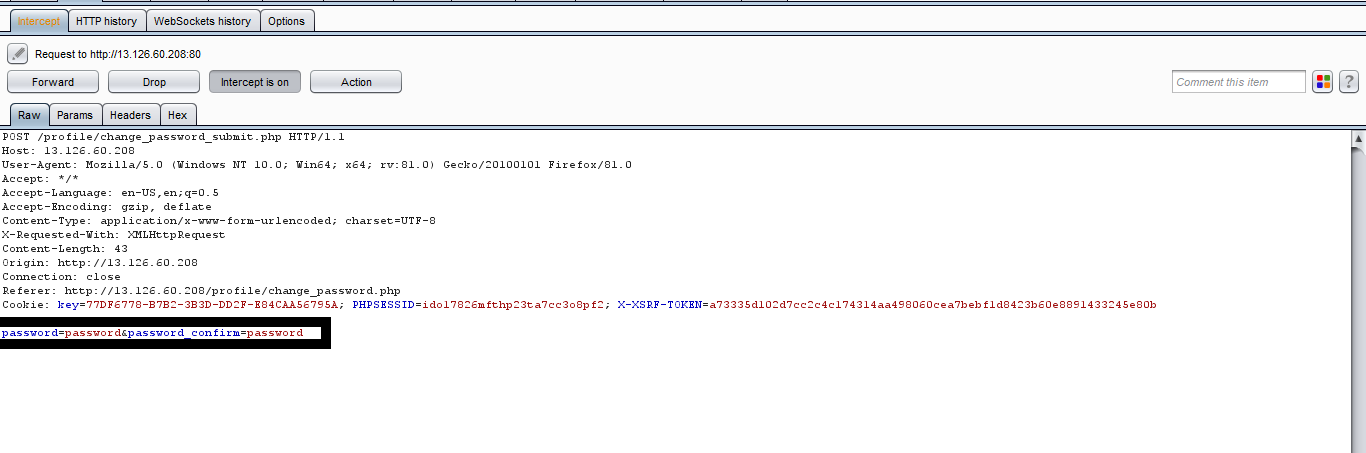 Intercept HTTP history WebSockets history Options
Request to http://13.126.60.208:80
Forward Drop Intercept is on Action Comment this item ?
Raw Params Headers Hex
POST /profile/change_password_submit.php HTTP/1.1
Host: 13.126.60.208
User-Agent: Mozilla/5.0 (Windows NT 10.0; Win64; x64; rv:81.0) Gecko/20100101 Firefox/81.0
Accept: */*
Accept-Language: en-US,en;q=0.5
Accept-Encoding: gzip, deflate
Content-Type: application/x-www-form-urlencoded; charset=UTF-8
X-Requested-With: XMLHttpRequest
Content-Length: 43
Origin: http://13.126.60.208
Connection: close
Referer: http://13.126.60.208/profile/change_password.php
Cookie: key=77DF6778-B7B2-3B3D-DD2F-E84CAA56795A; PHPSESSID=ido17826mfthp23ta7cc3o8pf2; X-XSRF-TOKEN=a73335d102d7cc2c4c174314aa498060cea7bebf1d8423b60e8891433245e80b
password=password&password_confirm=password